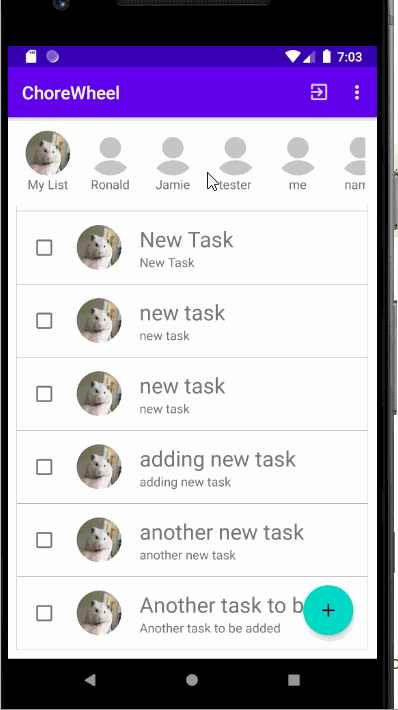 7:03
ChoreWheel
My List Ronald Jamie tester me nam
New Task
New Task
new task
new task
new task
new task
adding new task
adding new task
another new task
another new task
Another task to b
Another task to be added